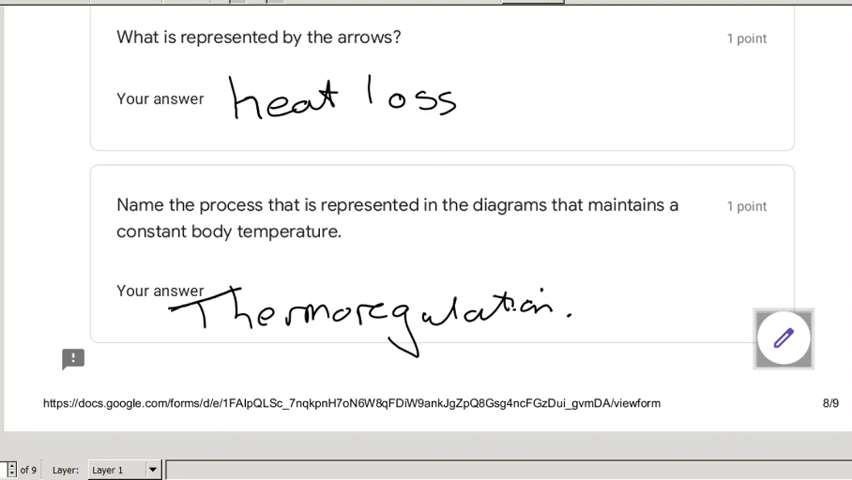 What is represented by the arrows?
1 point
Your answer heat loss
Name the process that is represented in the diagrams that maintains a
1 point
constant body temperature.
Your answer Thermoregulation.
https://docs.google.com/forms/d/e/1FAIpQLSc_7nqkpnH7oN6W8qFDiW9ankJgZpQ8Gsg4ncFGzDui_gvmDA/viewform 8/9
of 9 Layer: Layer 1